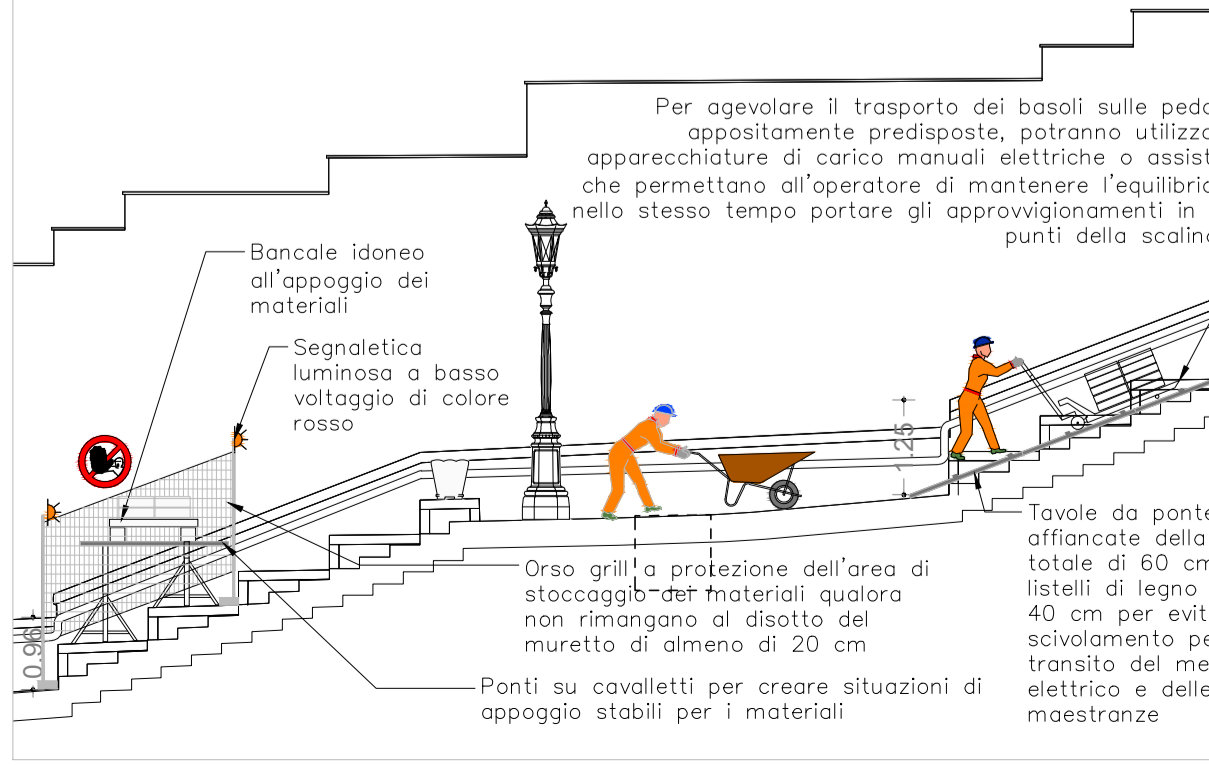 Per agevolare il trasporto dei basoli sulle peda
appositamente predisposte, potranno utilizza
apparecchiature di carico manuali elettriche o assist
che permettano all'operatore di mantenere l'equilibrio
nello stesso tempo portare gli approvvigionamenti in
punti della scalina
Bancale idoneo
all'appoggio dei
materiali
Segnaletica
luminosa a basso
voltaggio di colore
rosso
1.25
Orso grill a protezione dell'area di
stoccaggio dei materiali qualora
non rimangano al disotto del
muretto di almeno di 20 cm
Tavole da ponte
affiancate della
totale di 60 cm
listelli di legno
40 cm per evit
scivolamento pe
transito del me
elettrico e delle
maestranze
0.96
Ponti su cavalletti per creare situazioni di
appoggio stabili per i materiali